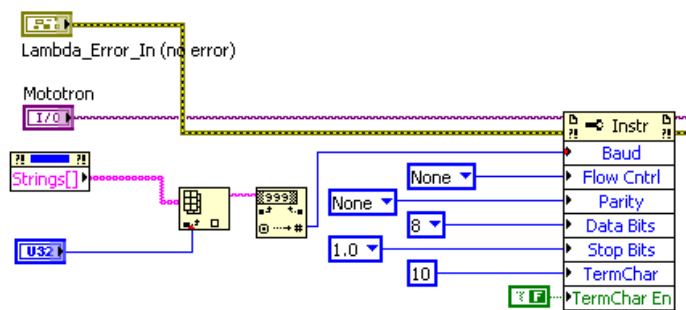 Lambda_Error_In (no error)
Mototron
I/O
Instr
Baud
Strings[]
999
None
Flow Cntrl
None
Parity
8
Data Bits
U32
1.0
Stop Bits
10
TermChar
F
TermChar En